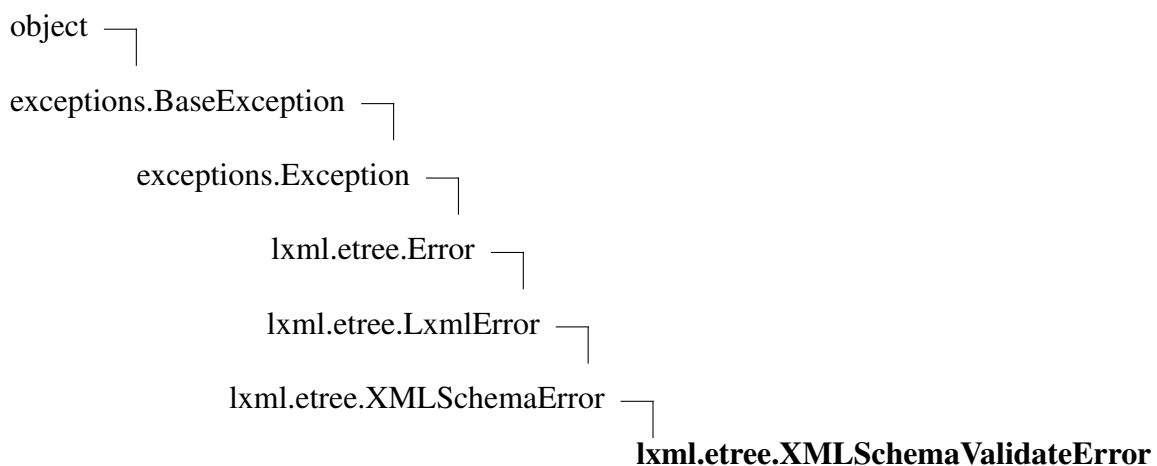 object
exceptions.BaseException
exceptions.Exception
lxml.etree.Error
lxml.etree.LxmlError
lxml.etree.XMLSchemaError
lxml.etree.XMLSchemaValidateError